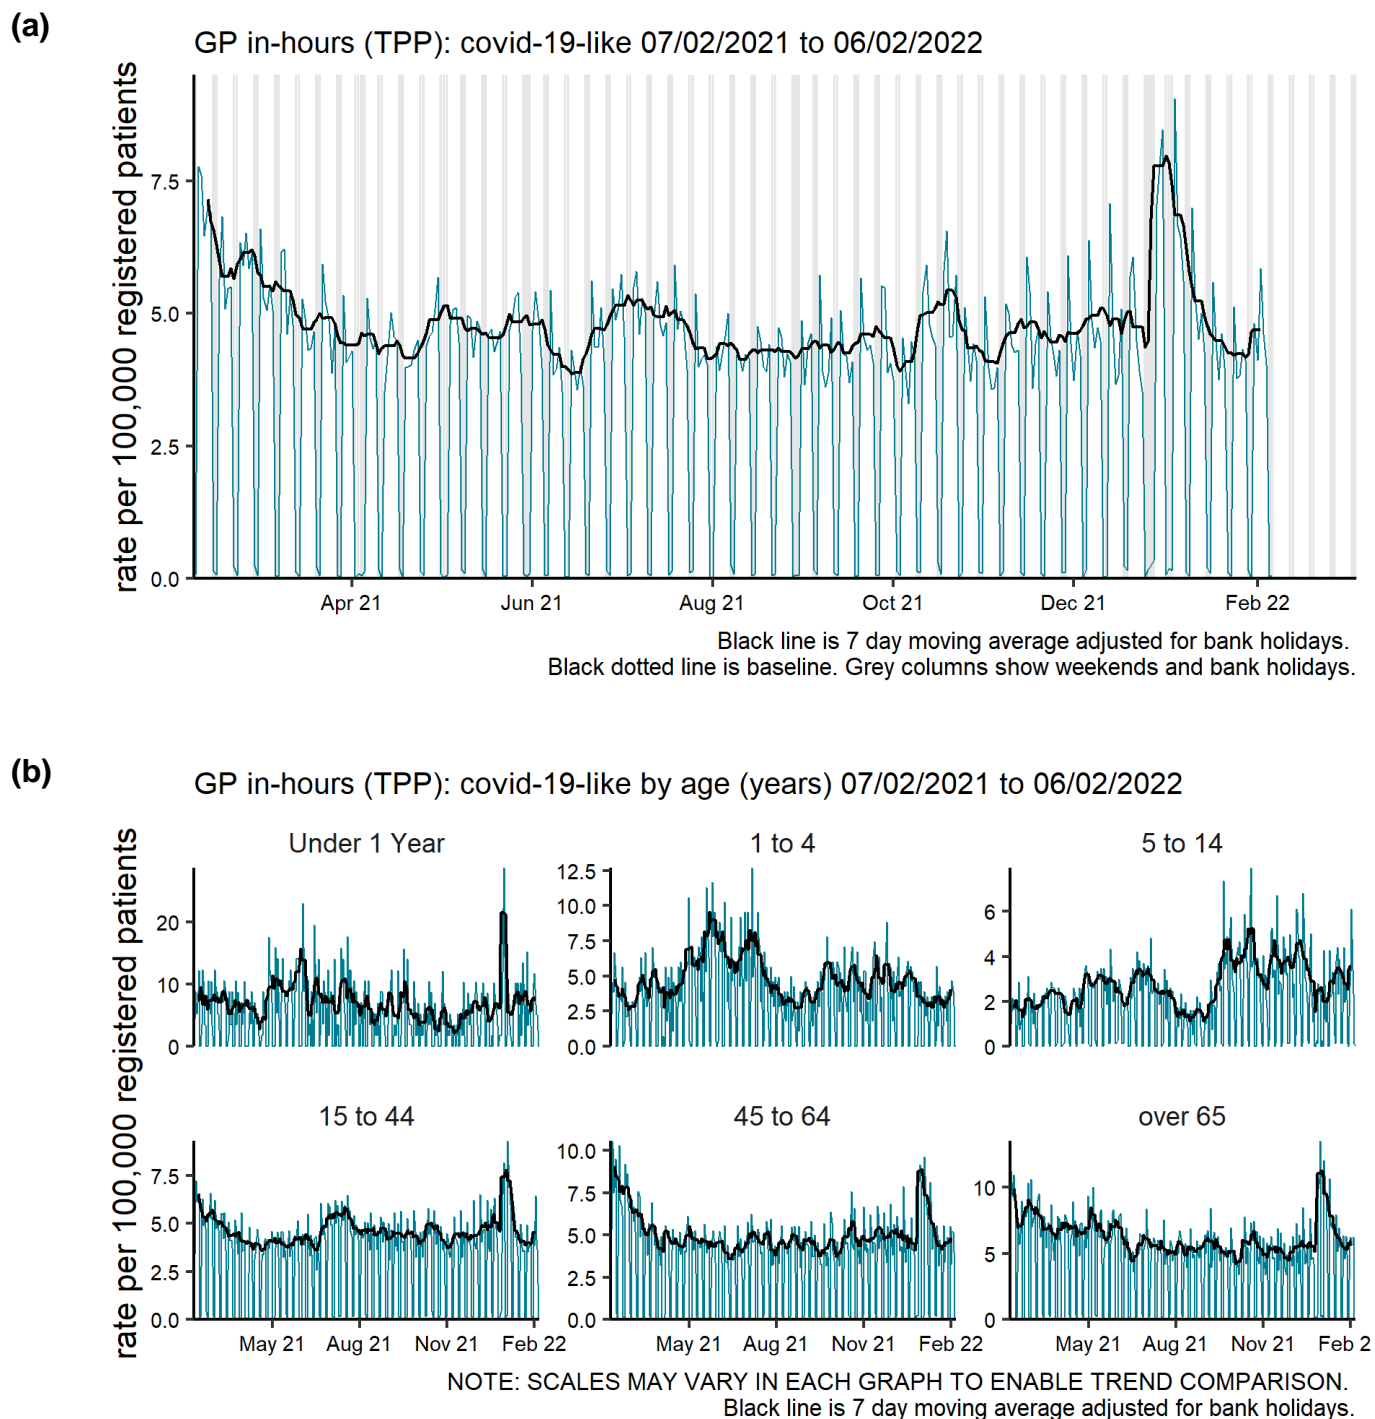 (a)
GP in-hours (TPP): covid-19-like 07/02/2021 to 06/02/2022
rate per 100,000 registered patients
7.5
5.0
2.5
0.0
Apr 21
Jun 21
Aug 21
Oct 21
Dec 21
Feb 22
Black line is 7 day moving average adjusted for bank holidays.
Black dotted line is baseline. Grey columns show weekends and bank holidays.
(b)
GP in-hours (TPP): covid-19-like by age (years) 07/02/2021 to 06/02/2022
rate per 100,000 registered patients
Under 1 Year
20
10
0
1 to 4
12.5
10.0
7.5
5.0
2.5
0.0
5 to 14
6
4
2
0
15 to 44
7.5
5.0
2.5
0.0
May 21
Aug 21
Nov 21
Feb 22
45 to 64
10.0
7.5
5.0
2.5
0.0
May 21
Aug 21
Nov 21
Feb 22
over 65
10
5
0
May 21
Aug 21
Nov 21
Feb 2
NOTE: SCALES MAY VARY IN EACH GRAPH TO ENABLE TREND COMPARISON.
Black line is 7 day moving average adjusted for bank holidays.